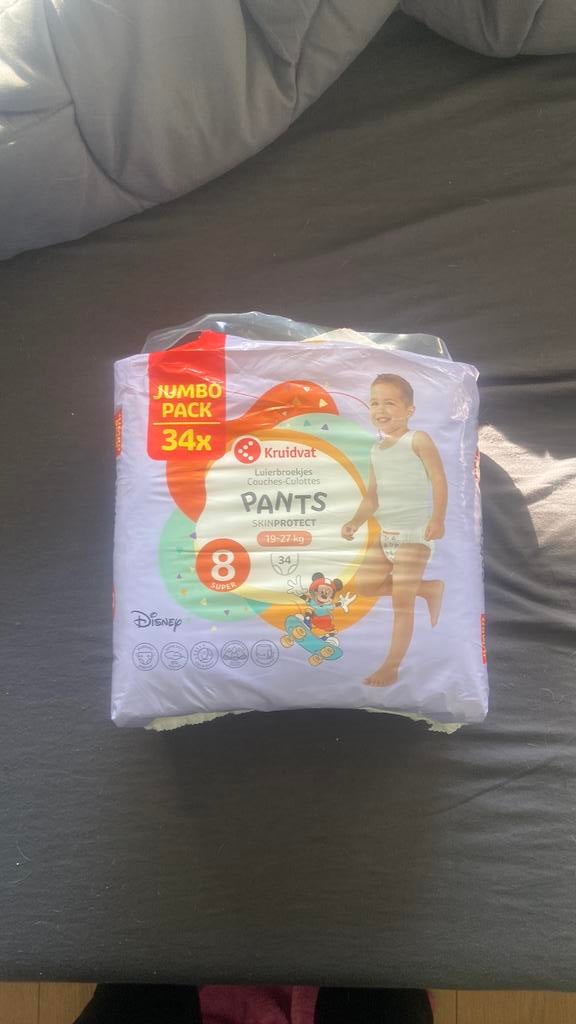 JUMBO
PACK
34x
Kruidvat
Luierbroekjes
Couches-Culottes
PANTS
SKINPROTECT
19-27 kg
8
SUPER
34
Disney